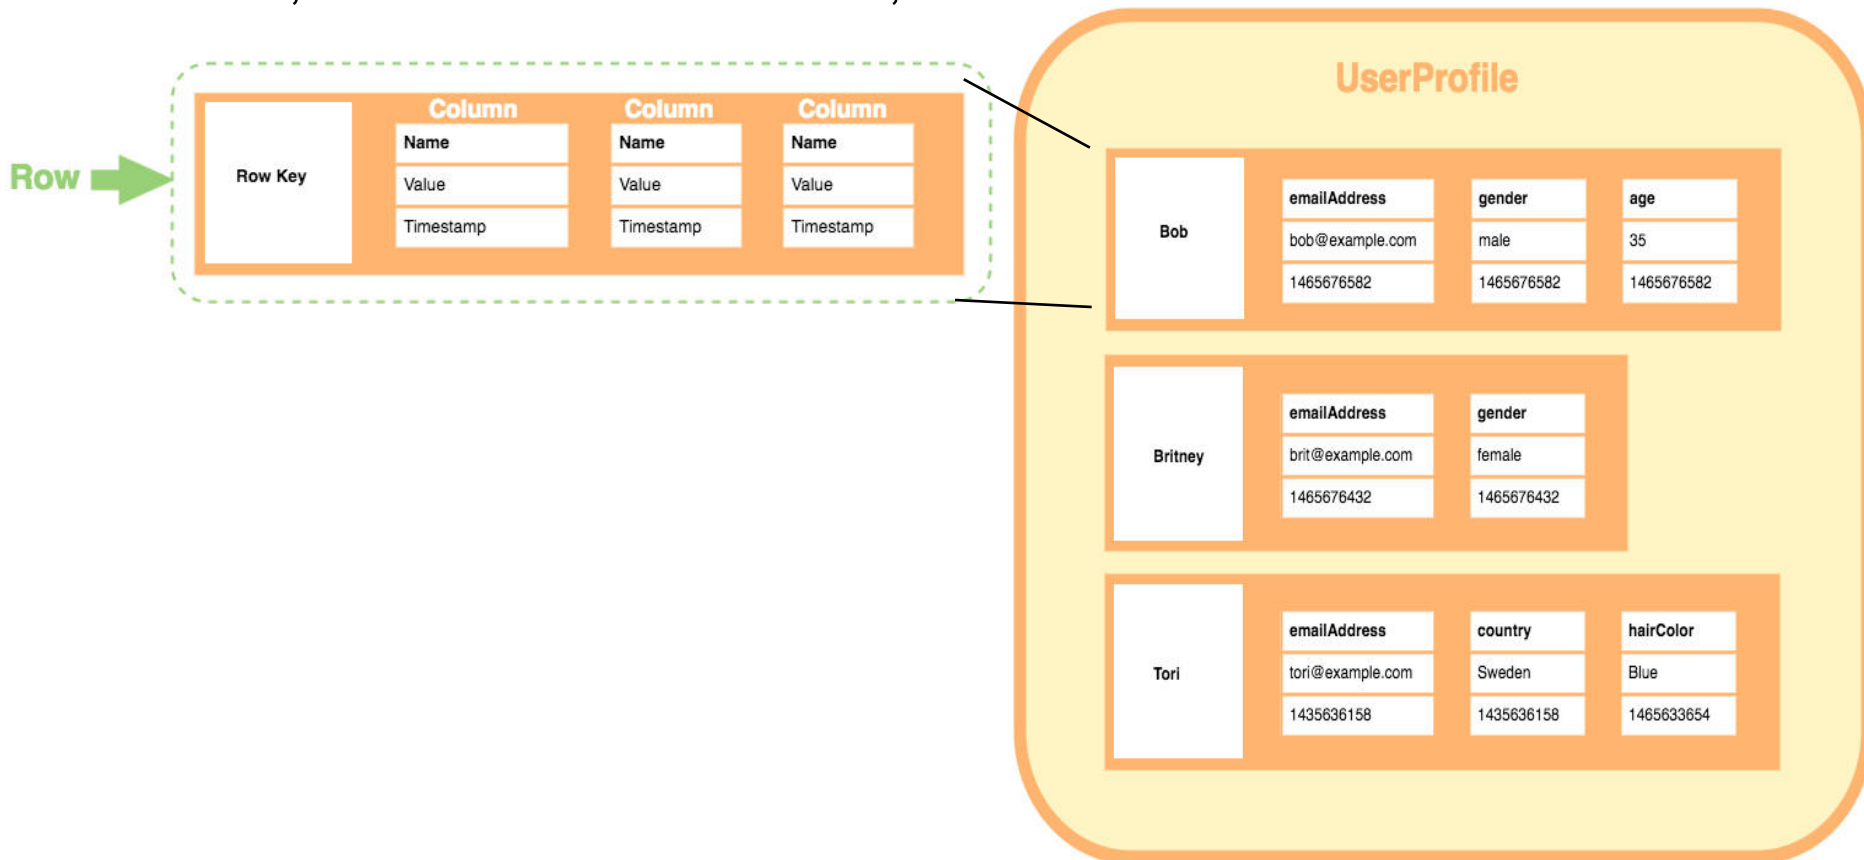 UserProfile
Row
Row Key
Column Column Column
Name Name Name
Value Value Value
Timestamp Timestamp Timestamp
Bob
emailAddress gender age
bob@example.com male 35
1465676582 1465676582 1465676582
Britney
emailAddress gender
brit@example.com female
1465676432 1465676432
Tori
emailAddress country hairColor
tori@example.com Sweden Blue
1435636158 1435636158 1465633654